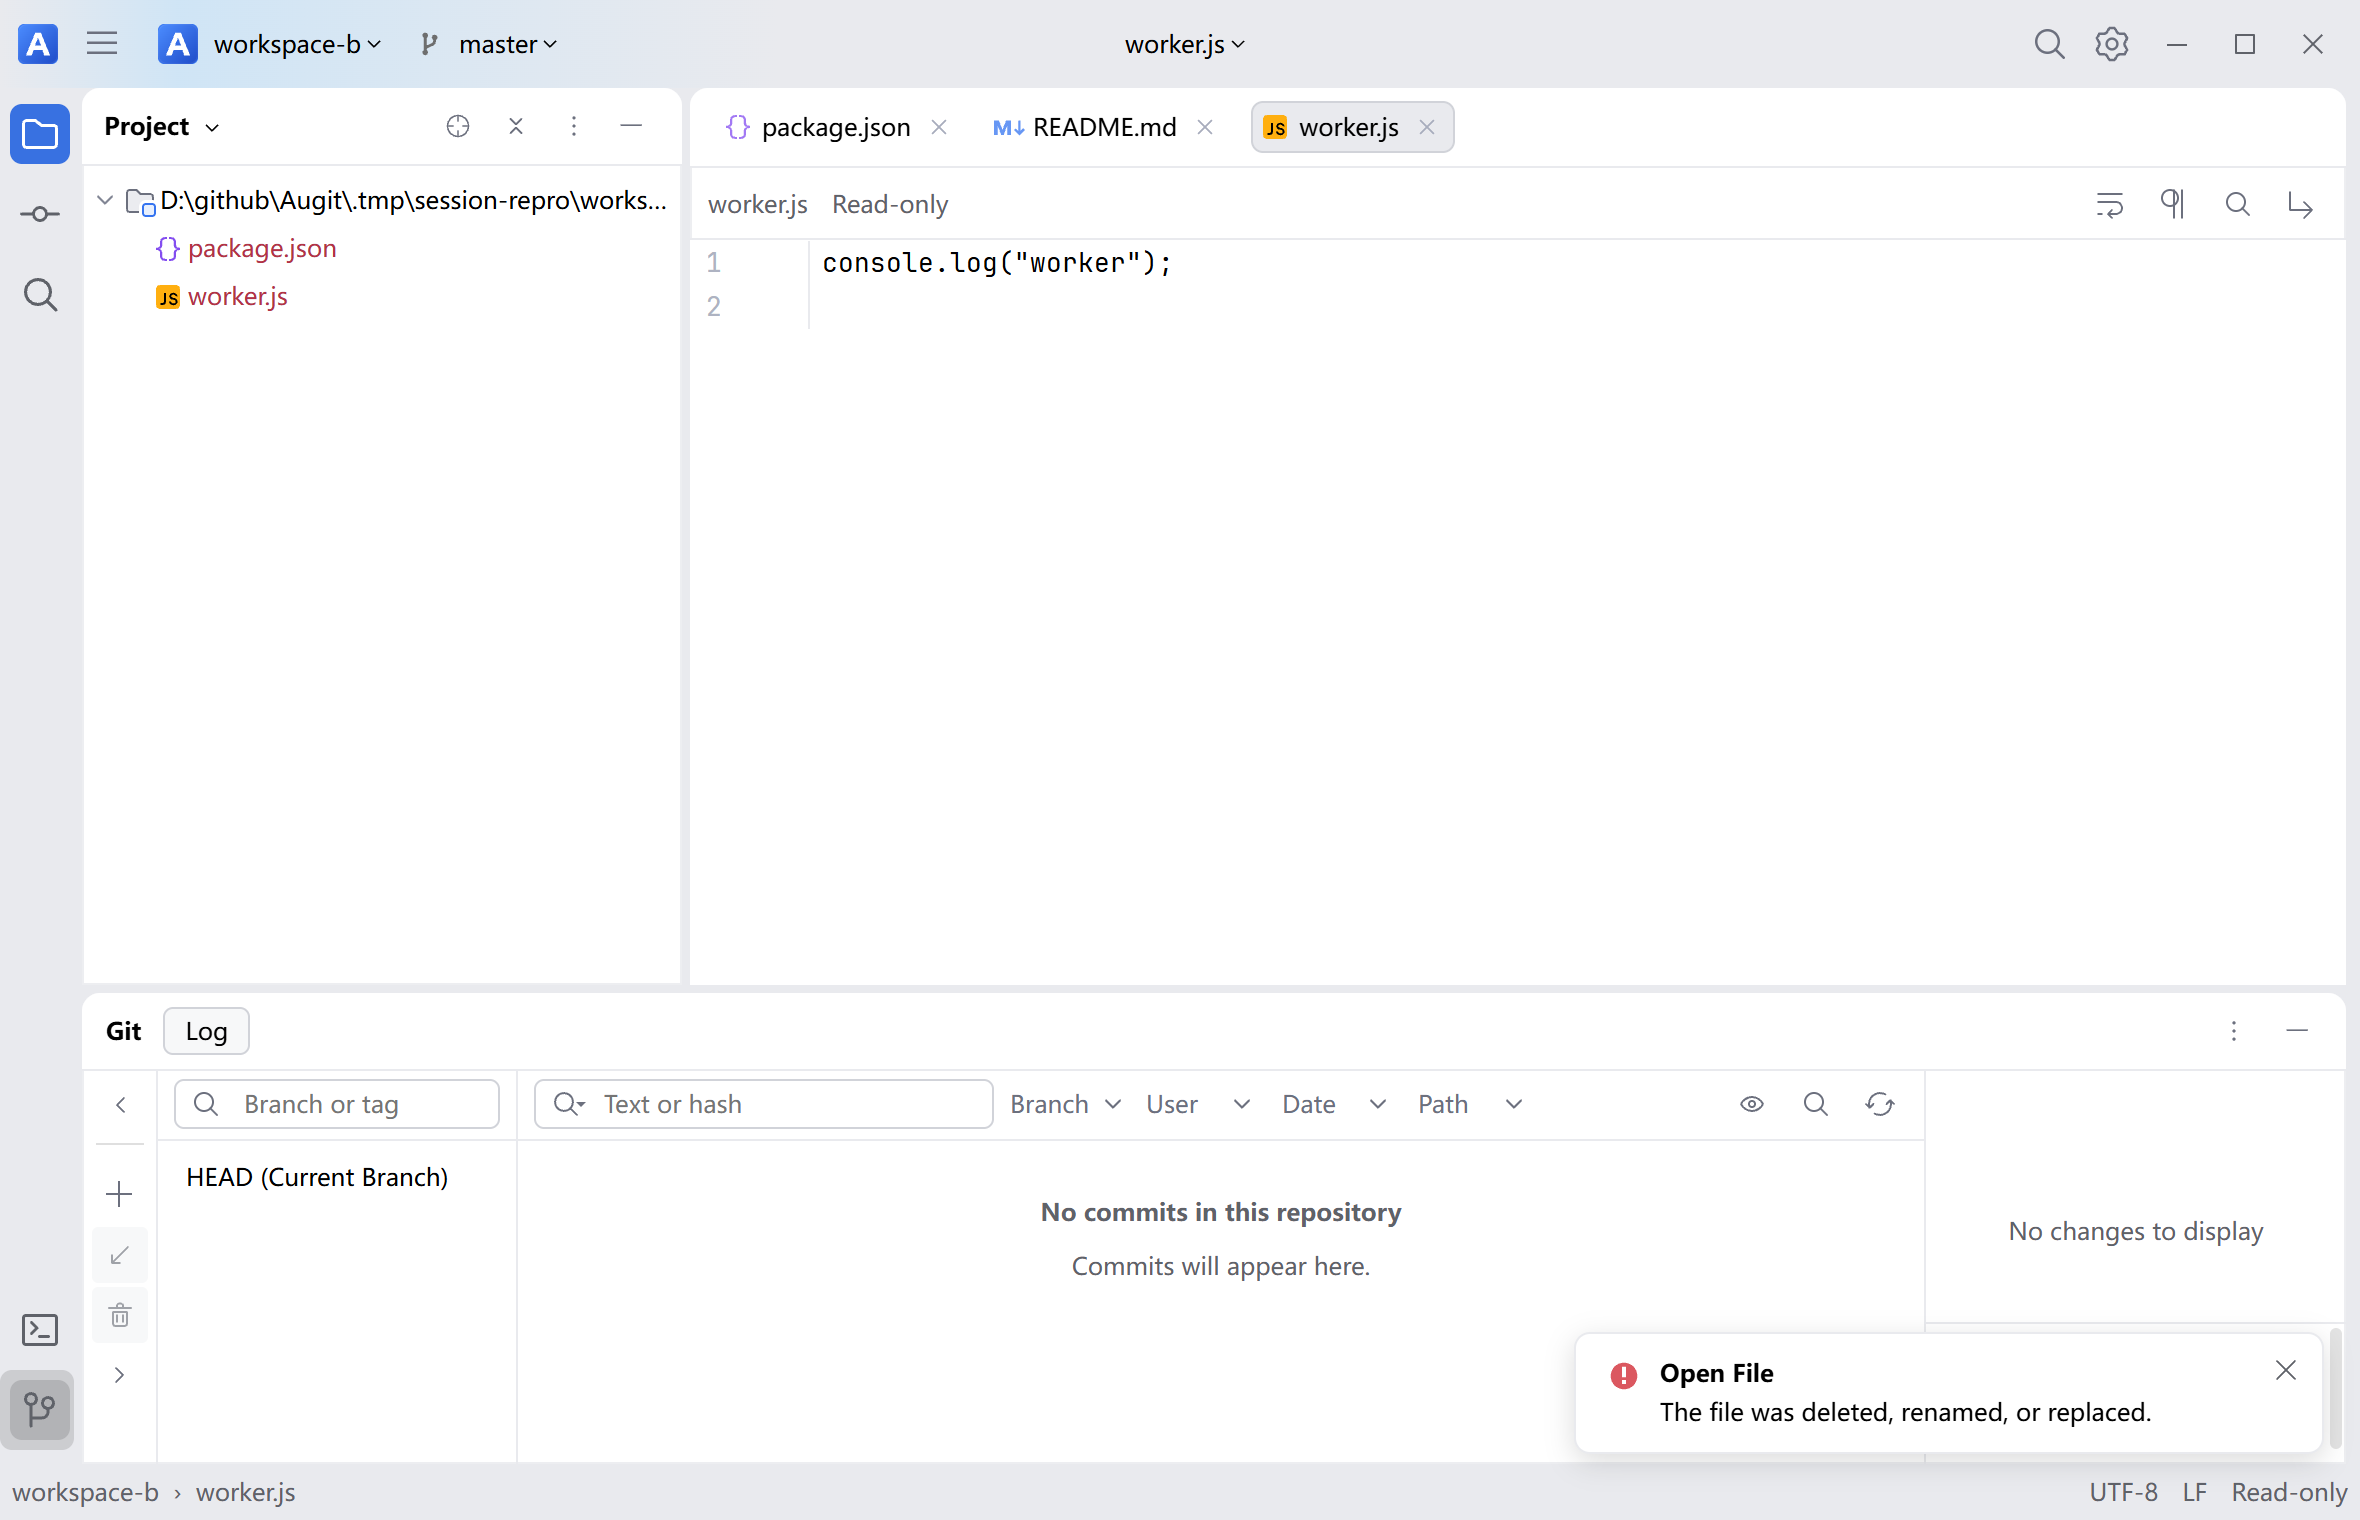 A
A workspace-b
master
worker.js
Project
package.json
M↓ README.md
JS worker.js
D:\github\Augit\.tmp\session-repro\works...
package.json
JS worker.js
worker.js Read-only
1 console.log("worker");
2
Git
Log
Branch or tag
Text or hash
Branch
User
Date
Path
HEAD (Current Branch)
No commits in this repository
Commits will appear here.
No changes to display
Open File
The file was deleted, renamed, or replaced.
workspace-b › worker.js
UTF-8 LF Read-only